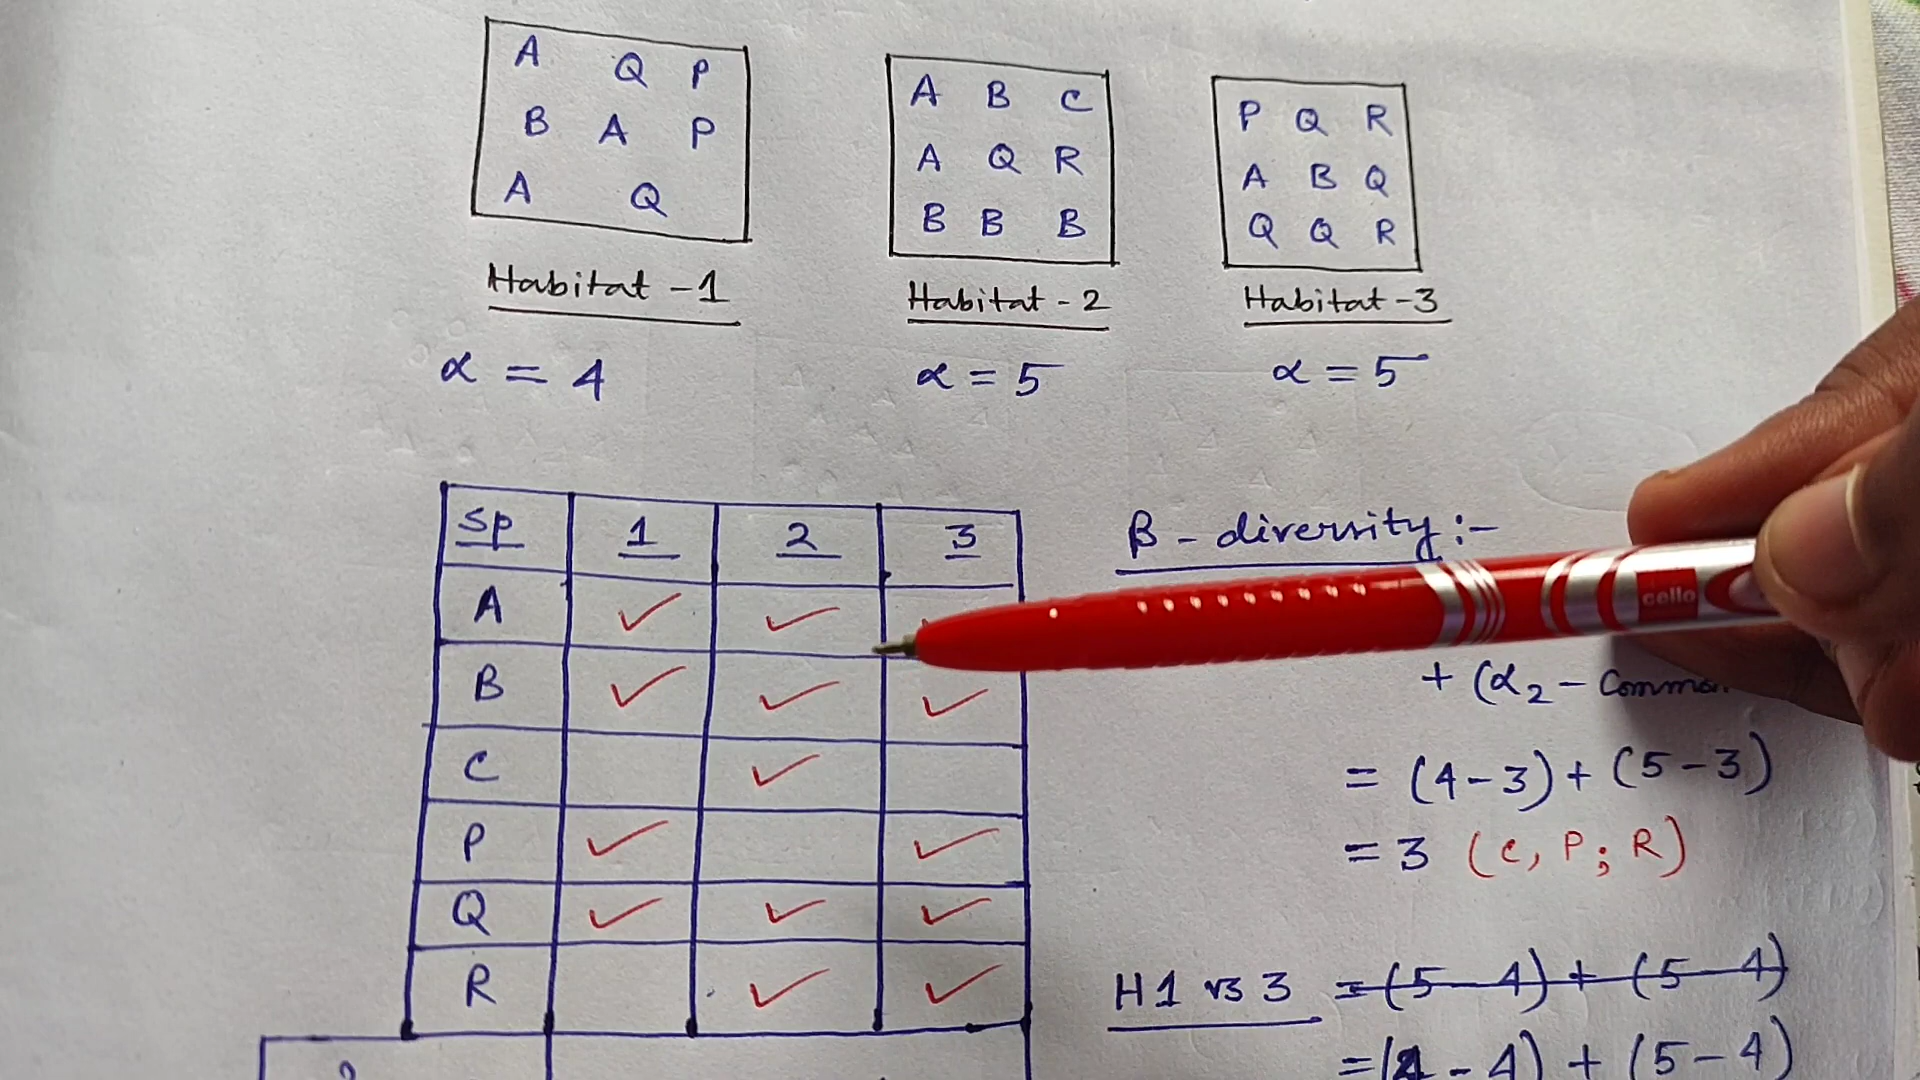 A Q P
B A P
A Q
Habitat - 1
α = 4
A B C
A Q R
B B B
Habitat - 2
α = 5
P Q R
A B Q
Q Q R
Habitat - 3
α = 5
sp 1 2 3
A ✓ ✓
B ✓ ✓ ✓
C ✓
P ✓ ✓
Q ✓ ✓ ✓
R ✓ ✓
β - diversity :-
cello
+ (α2 -
= (4-3) + (5-3)
= 3 (C, P; R)
H1 vs 3 = (5-4) + (5-4)
= (4-4) + (5-4)